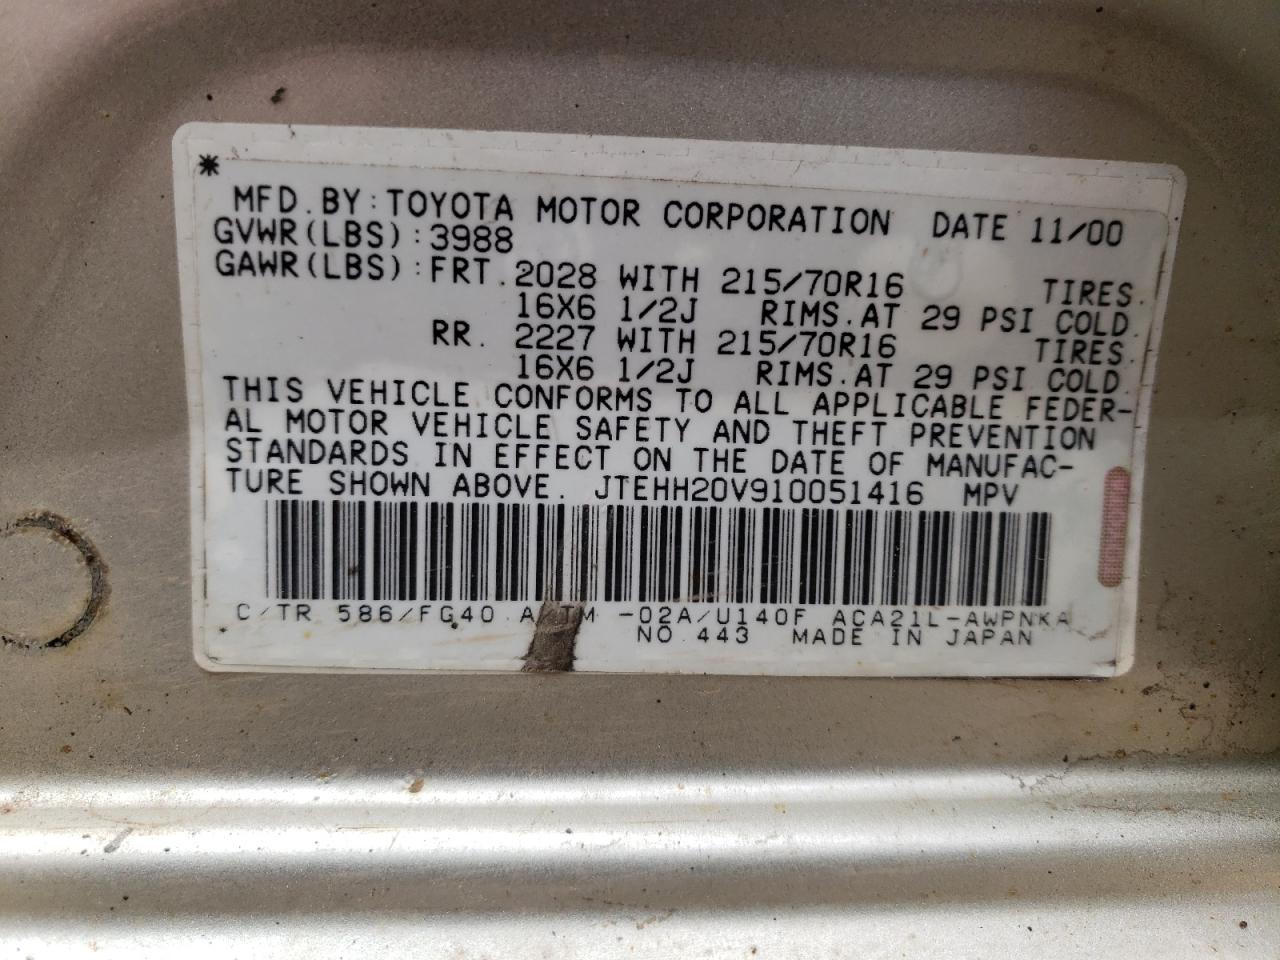 MFD. BY: TOYOTA MOTOR CORPORATION DATE 11/00
GVWR(LBS): 3988
GAWR(LBS): FRT. 2028 WITH 215/70R16 TIRES.
16X6 1/2J RIMS. AT 29 PSI COLD.
RR. 2227 WITH 215/70R16 TIRES.
16X6 1/2J RIMS. AT 29 PSI COLD.
THIS VEHICLE CONFORMS TO ALL APPLICABLE FEDER-
AL MOTOR VEHICLE SAFETY AND THEFT PREVENTION
STANDARDS IN EFFECT ON THE DATE OF MANUFAC-
TURE SHOWN ABOVE. JTEHH20V910051416 MPV
C/TR 586/FG40 A/TM -02A/U140F ACA21L-AWPNKA
NO. 443 MADE IN JAPAN